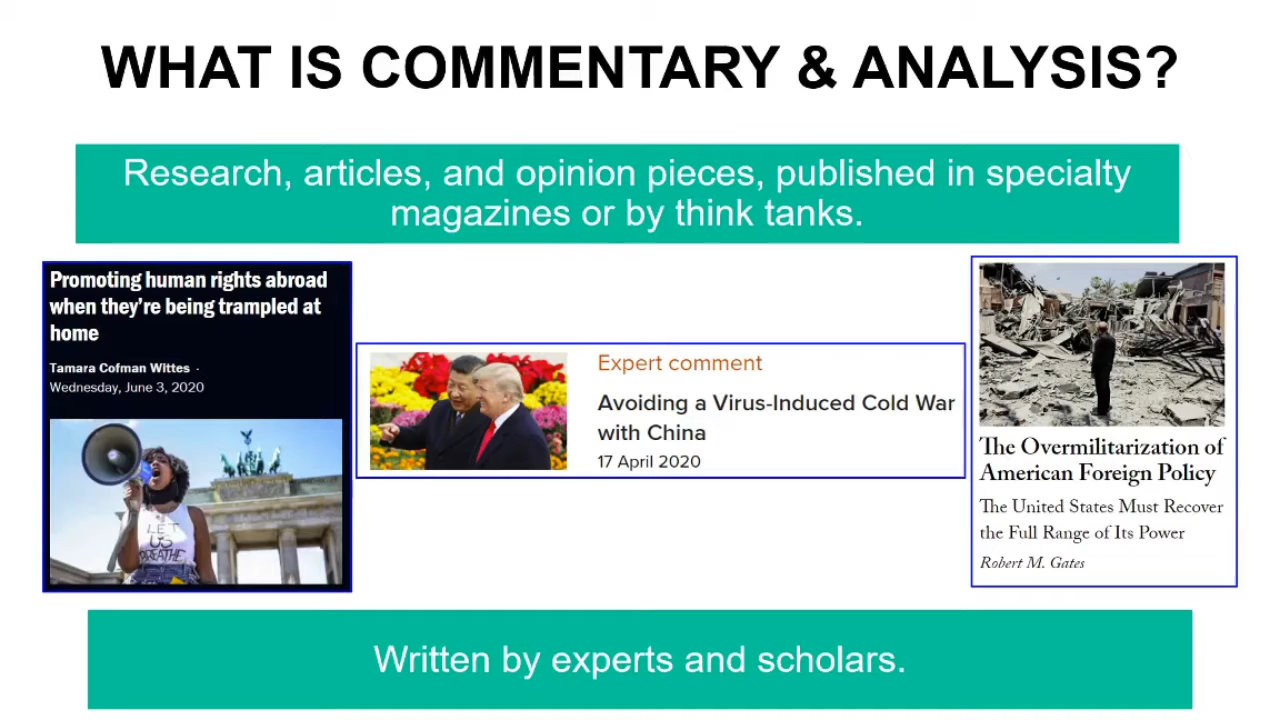 WHAT IS COMMENTARY & ANALYSIS?
Research, articles, and opinion pieces, published in specialty
magazines or by think tanks.
Promoting human rights abroad
when they're being trampled at
home
Tamara Cofman Wittes ·
Wednesday, June 3, 2020
LET
US
BREATHE
Expert comment
Avoiding a Virus-Induced Cold War
with China
17 April 2020
The Overmilitarization of
American Foreign Policy
The United States Must Recover
the Full Range of Its Power
Robert M. Gates
Written by experts and scholars.